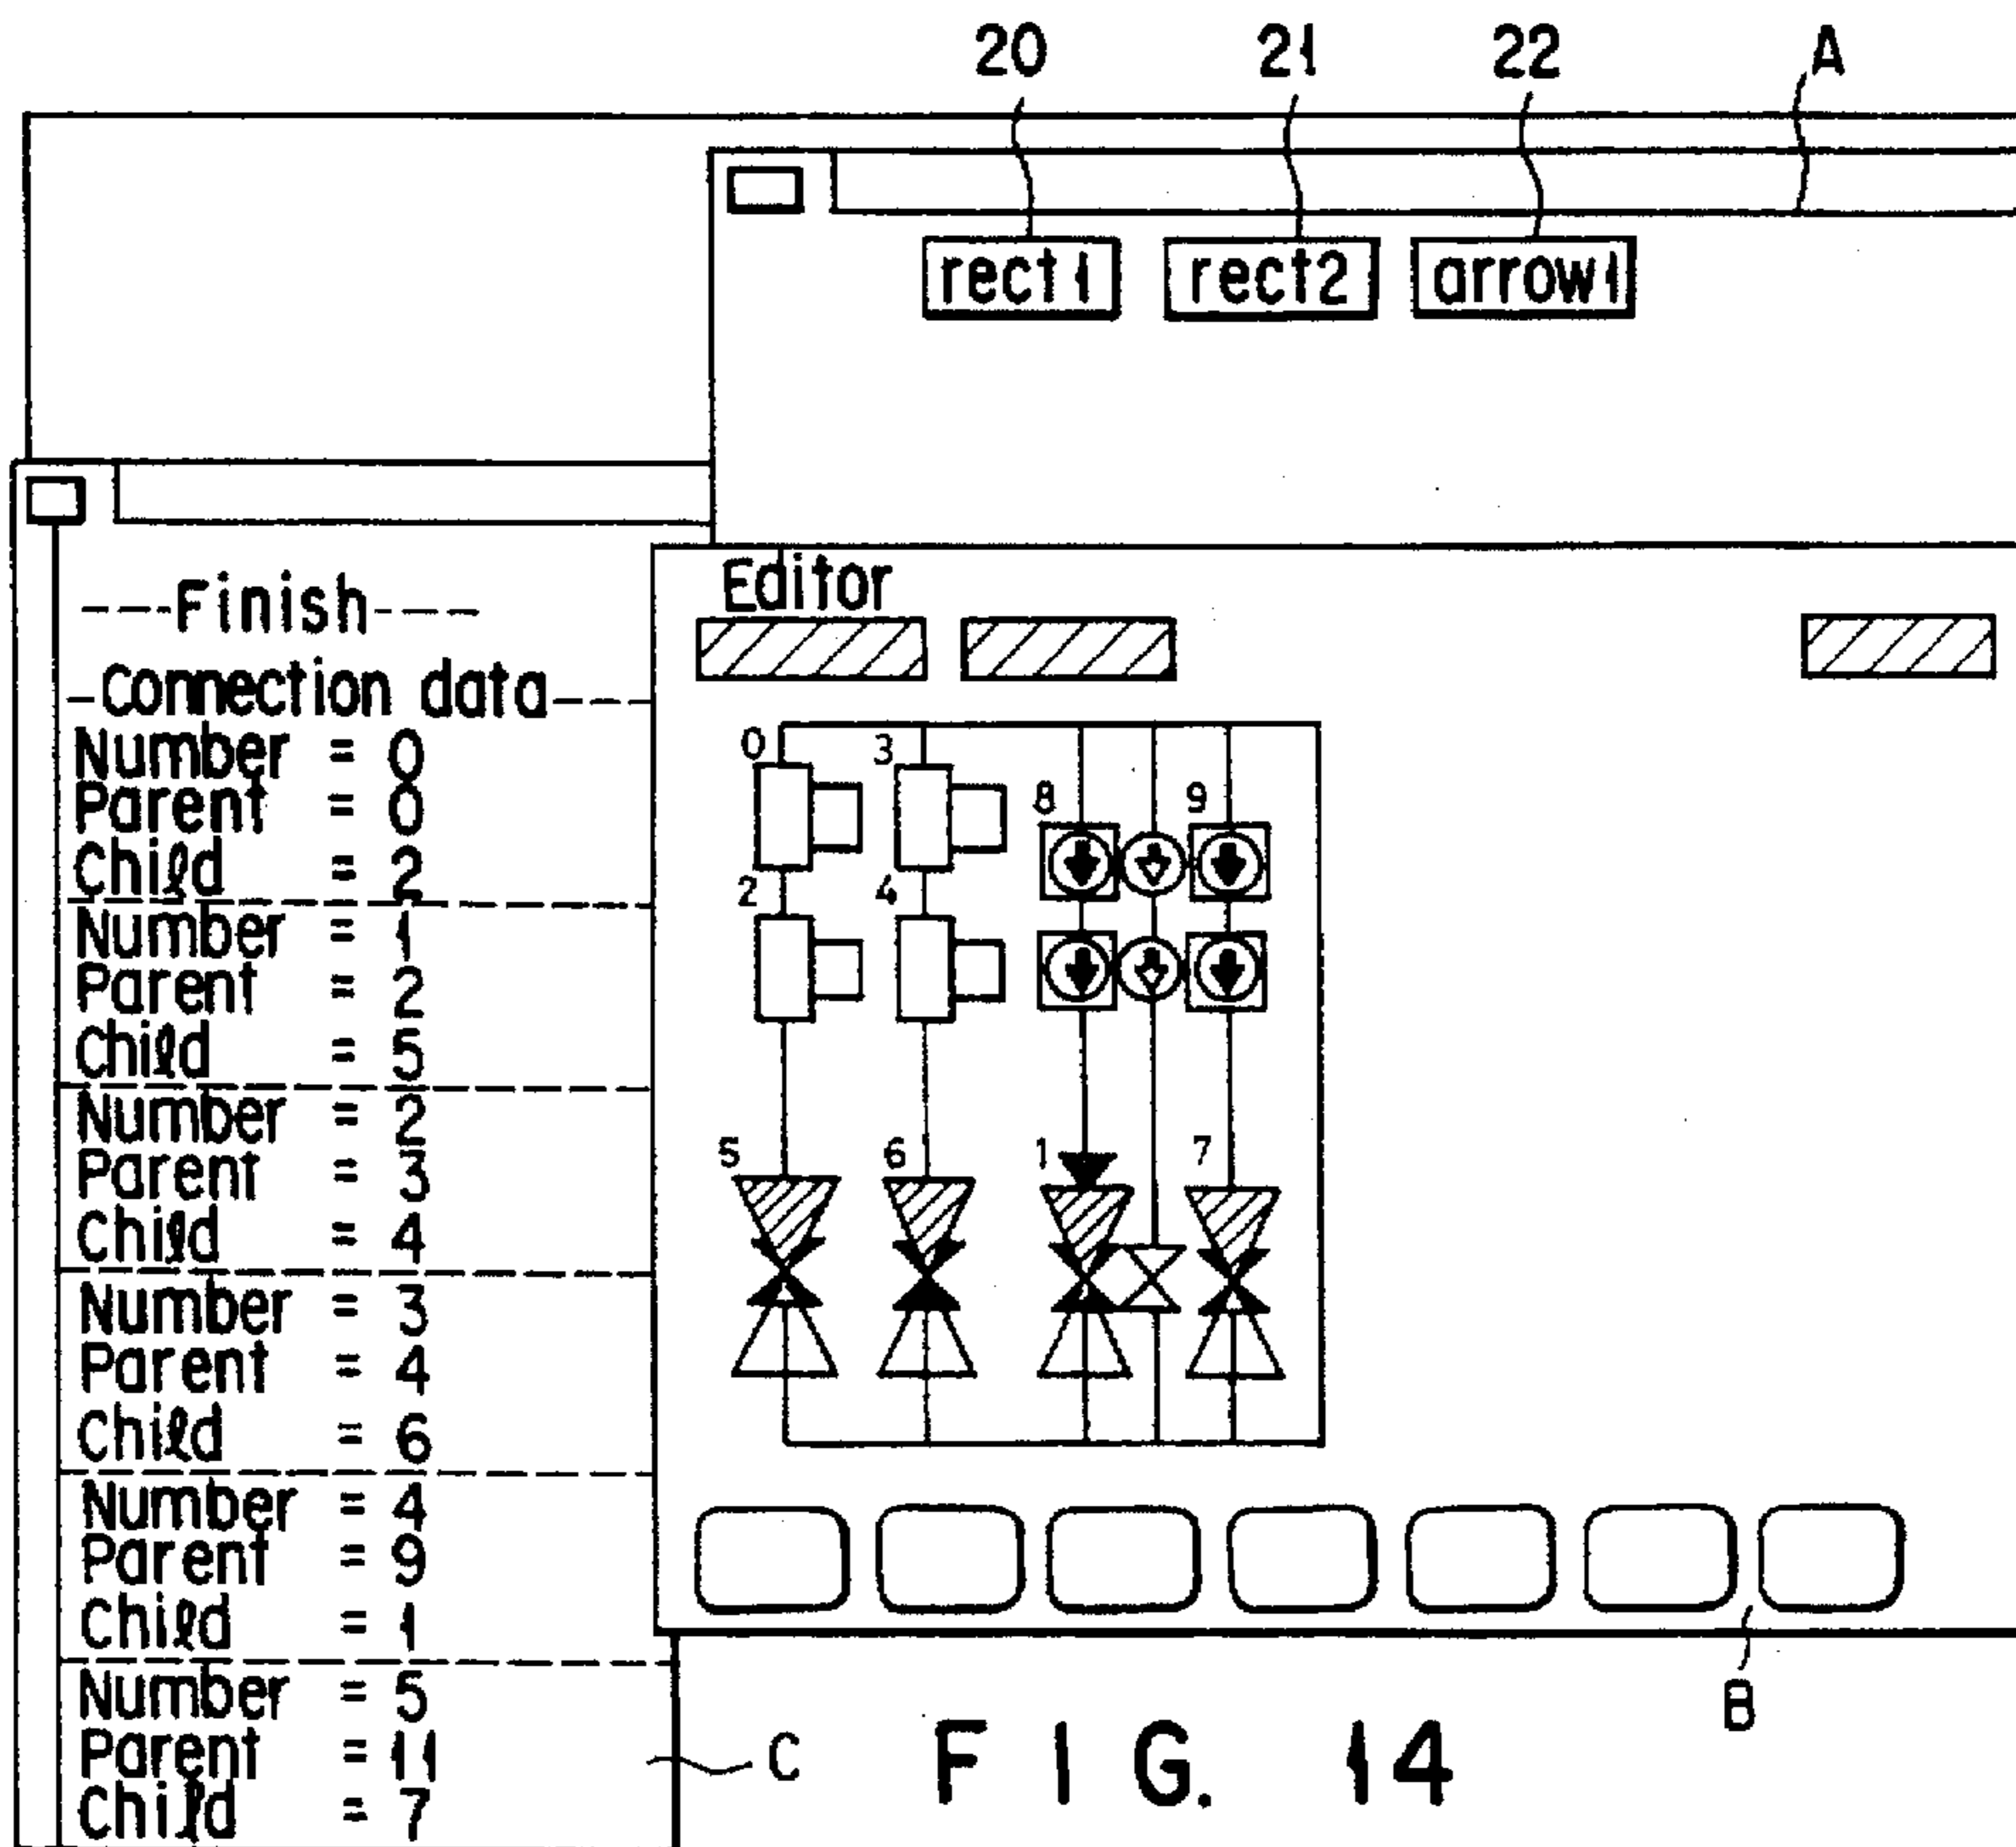 20 21 22 A
rect1 rect2 arrow1
---Finish----
-Connection data----
Number = 0
Parent = 0
Child = 2
Number = 1
Parent = 2
Child = 5
Number = 2
Parent = 3
Child = 4
Number = 3
Parent = 4
Child = 6
Number = 4
Parent = 9
Child = 1
Number = 5
Parent = 11
Child = 7
Editor
0 3
8 9
2 4
5 6 1 7
B
C
FIG. 14